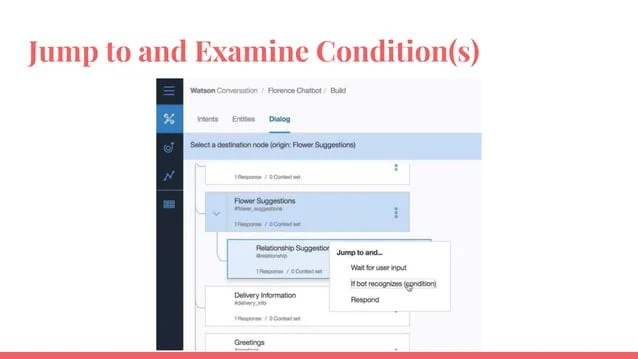 Jump to and Examine Condition(s)
Watson Conversation / Florence Chatbot / Build
Intents Entities Dialog
Select a destination node (origin: Flower Suggestions)
1 Response / 0 Context set
Flower Suggestions
#flower_suggestions
1 Response / 0 Context set
Relationship Suggestion
@relationship
1 Response / 0 Context set
Jump to and...
Wait for user input
If bot recognizes (condition)
Respond
Delivery Information
#delivery_info
1 Response / 0 Context set
Greetings